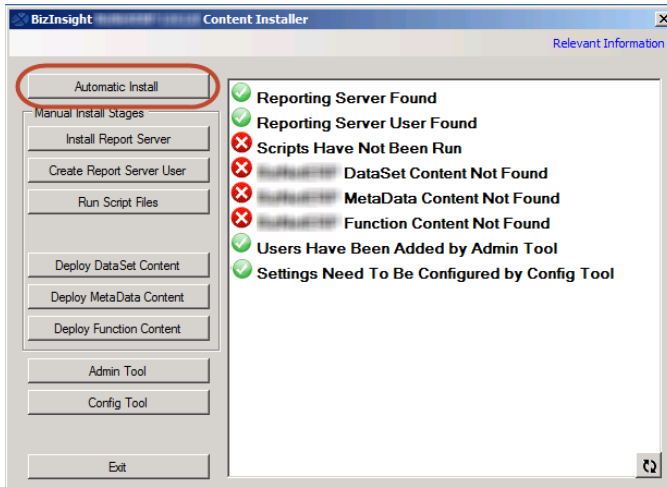 BizInsight Content Installer
Relevant Information
Automatic Install
Manual Install Stages
Install Report Server
Create Report Server User
Run Script Files
Deploy DataSet Content
Deploy MetaData Content
Deploy Function Content
Admin Tool
Config Tool
Exit
Reporting Server Found
Reporting Server User Found
Scripts Have Not Been Run
DataSet Content Not Found
MetaData Content Not Found
Function Content Not Found
Users Have Been Added by Admin Tool
Settings Need To Be Configured by Config Tool